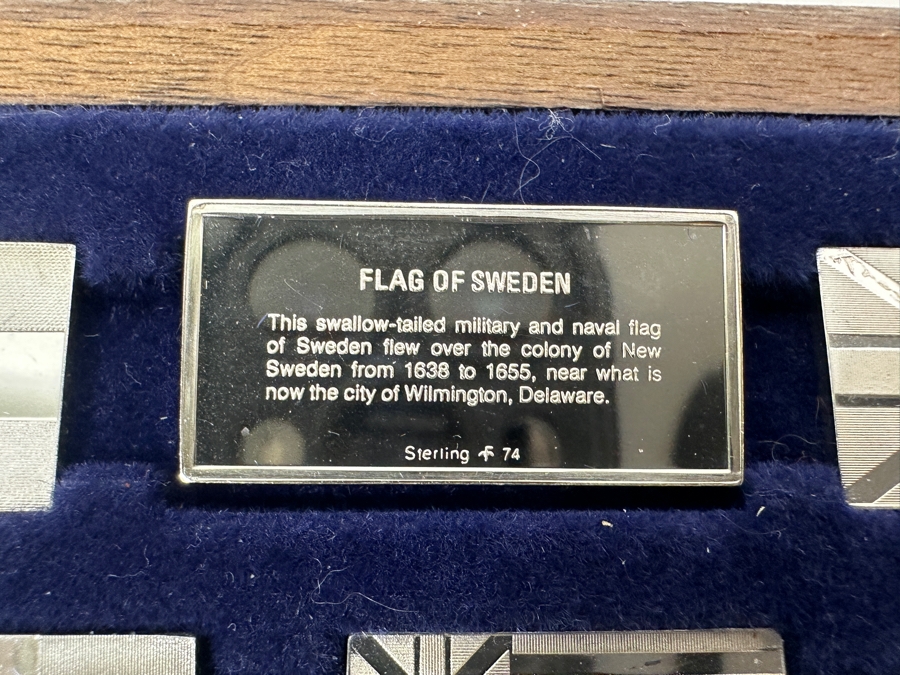 FLAG OF SWEDEN
This swallow-tailed military and naval flag
of Sweden flew over the colony of New
Sweden from 1638 to 1655, near what is
now the city of Wilmington, Delaware.
Sterling F 74